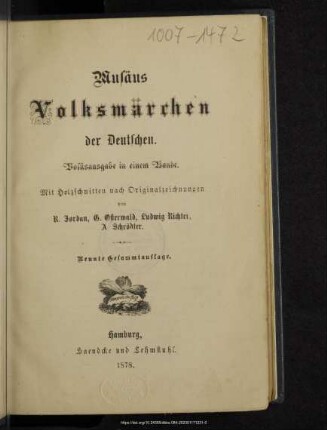 1007-1472
Musäus
Volksmärchen
der Deutschen.
Volksausgabe in einem Bande.
Mit Holzschnitten nach Originalzeichnungen
von
R. Jordan, G. Osterwald, Ludwig Richter,
A. Schrödter.
Neunte Gesammtauflage.
Hamburg,
Haendcke und Lehmkuhl.
1878.